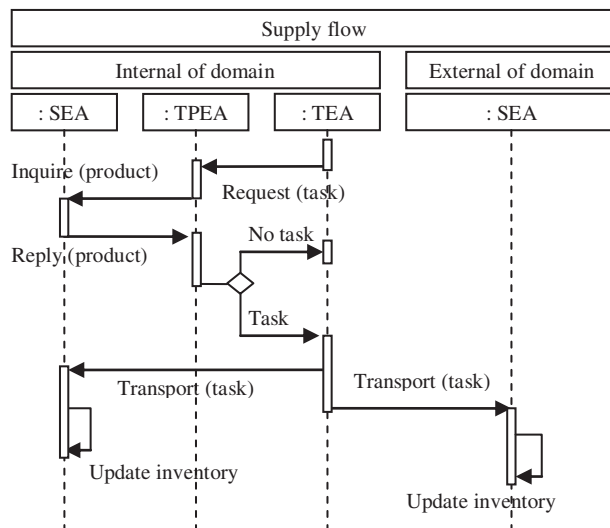 Supply flow
Internal of domain
External of domain
: SEA
: TPEA
: TEA
: SEA
Inquire (product)
Request (task)
Reply (product)
No task
Task
Transport (task)
Transport (task)
Update inventory
Update inventory